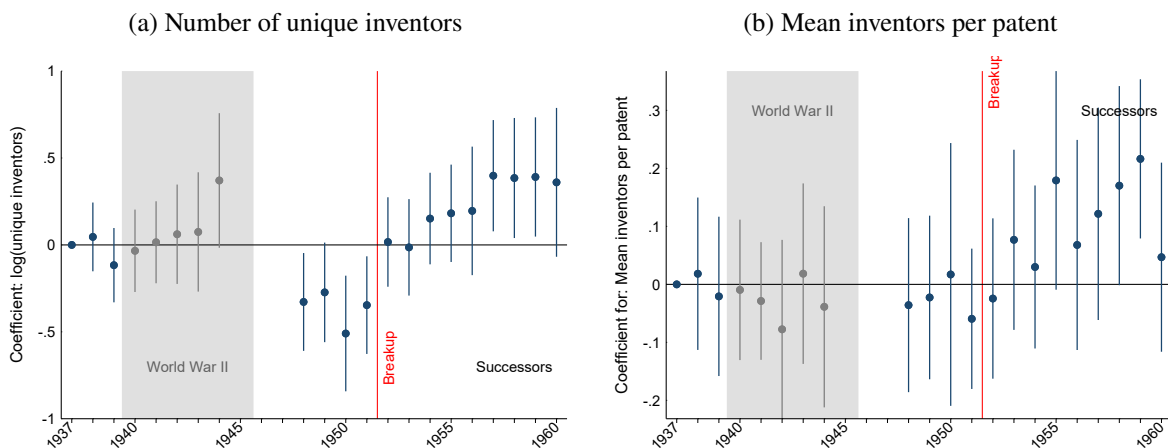 (a) Number of unique inventors
Coefficient: log(unique inventors)
1
.5
0
-.5
-1
World War II
Breakup
Successors
1937
1940
1945
1950
1955
1960
(b) Mean inventors per patent
Coefficient for: Mean inventors per patent
.3
.2
.1
0
-.1
-.2
World War II
Breakup
Successors
1937
1940
1945
1950
1955
1960